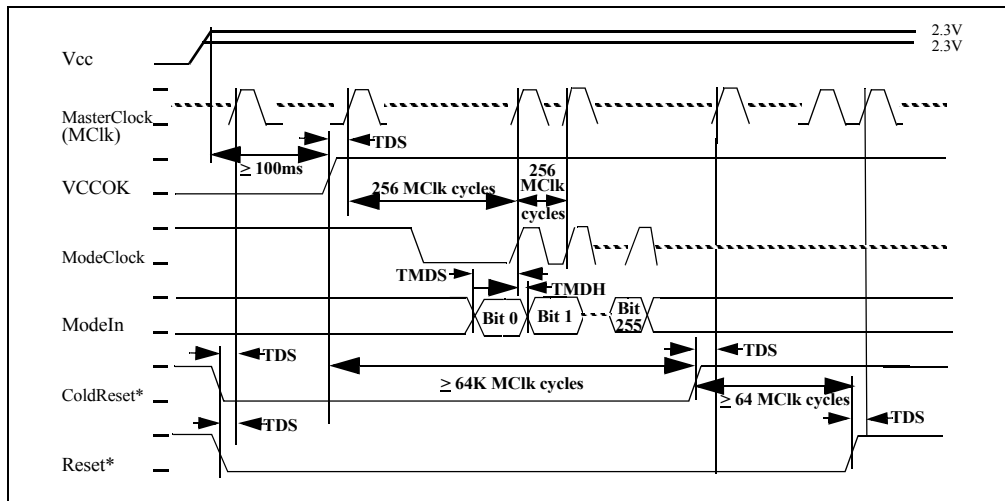 2.3V
2.3V
Vcc
MasterClock
(MClk)
TDS
≥ 100ms
VCCOK
256 MClk cycles
256
MClk
cycles
ModeClock
TMDS
TMDH
ModeIn
Bit 0
Bit 1
Bit
255
TDS
TDS
≥ 64K MClk cycles
ColdReset*
≥ 64 MClk cycles
TDS
TDS
Reset*